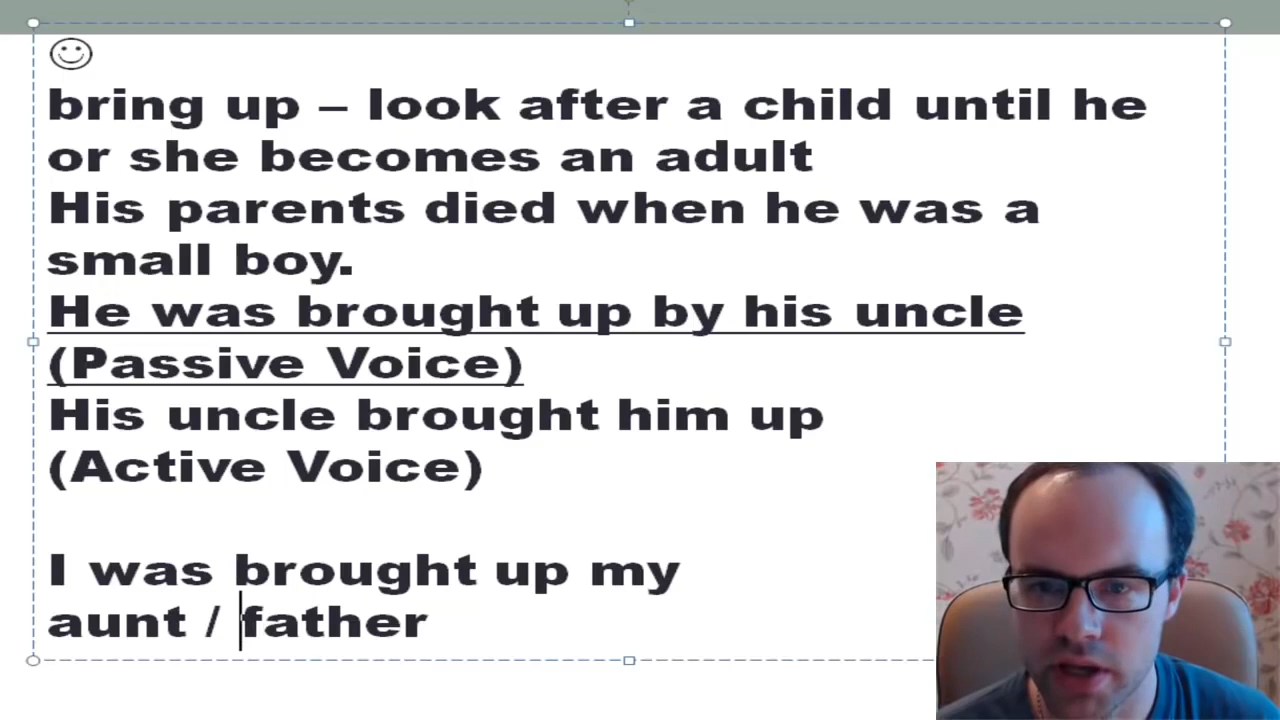 bring up – look after a child until he
or she becomes an adult
His parents died when he was a
small boy.
He was brought up by his uncle
(Passive Voice)
His uncle brought him up
(Active Voice)
I was brought up my
aunt / father